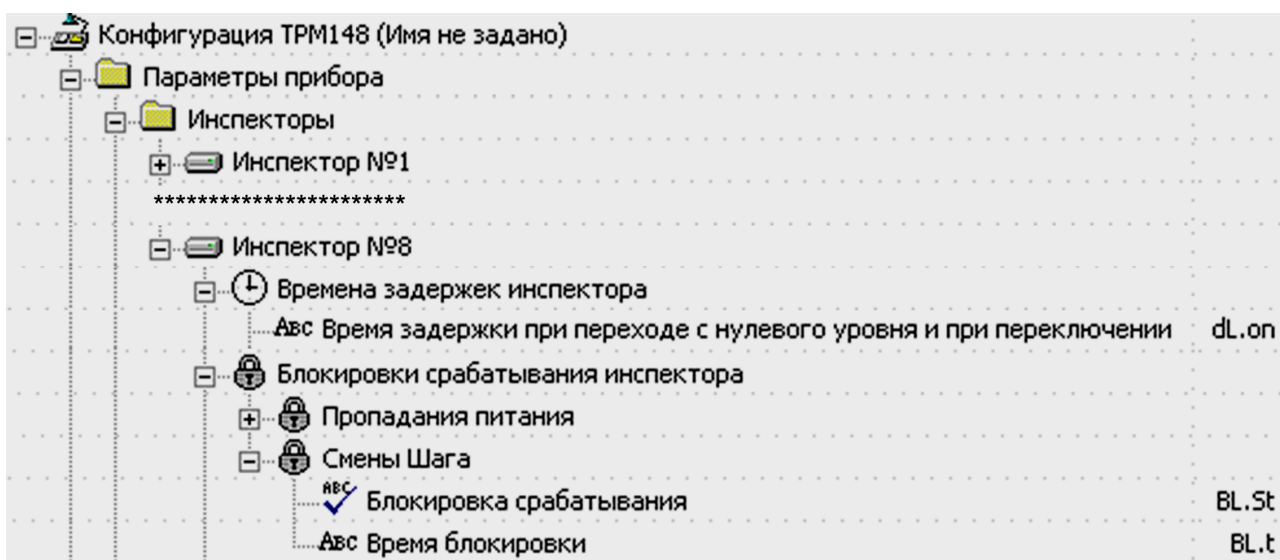 Конфигурация ТРМ148 (Имя не задано)
Параметры прибора
Инспекторы
Инспектор №1
***********************
Инспектор №8
Времена задержек инспектора
Авс Время задержки при переходе с нулевого уровня и при переключении dL.on
Блокировки срабатывания инспектора
Пропадания питания
Смены Шага
АВС Блокировка срабатывания BL.St
Авс Время блокировки BL.t